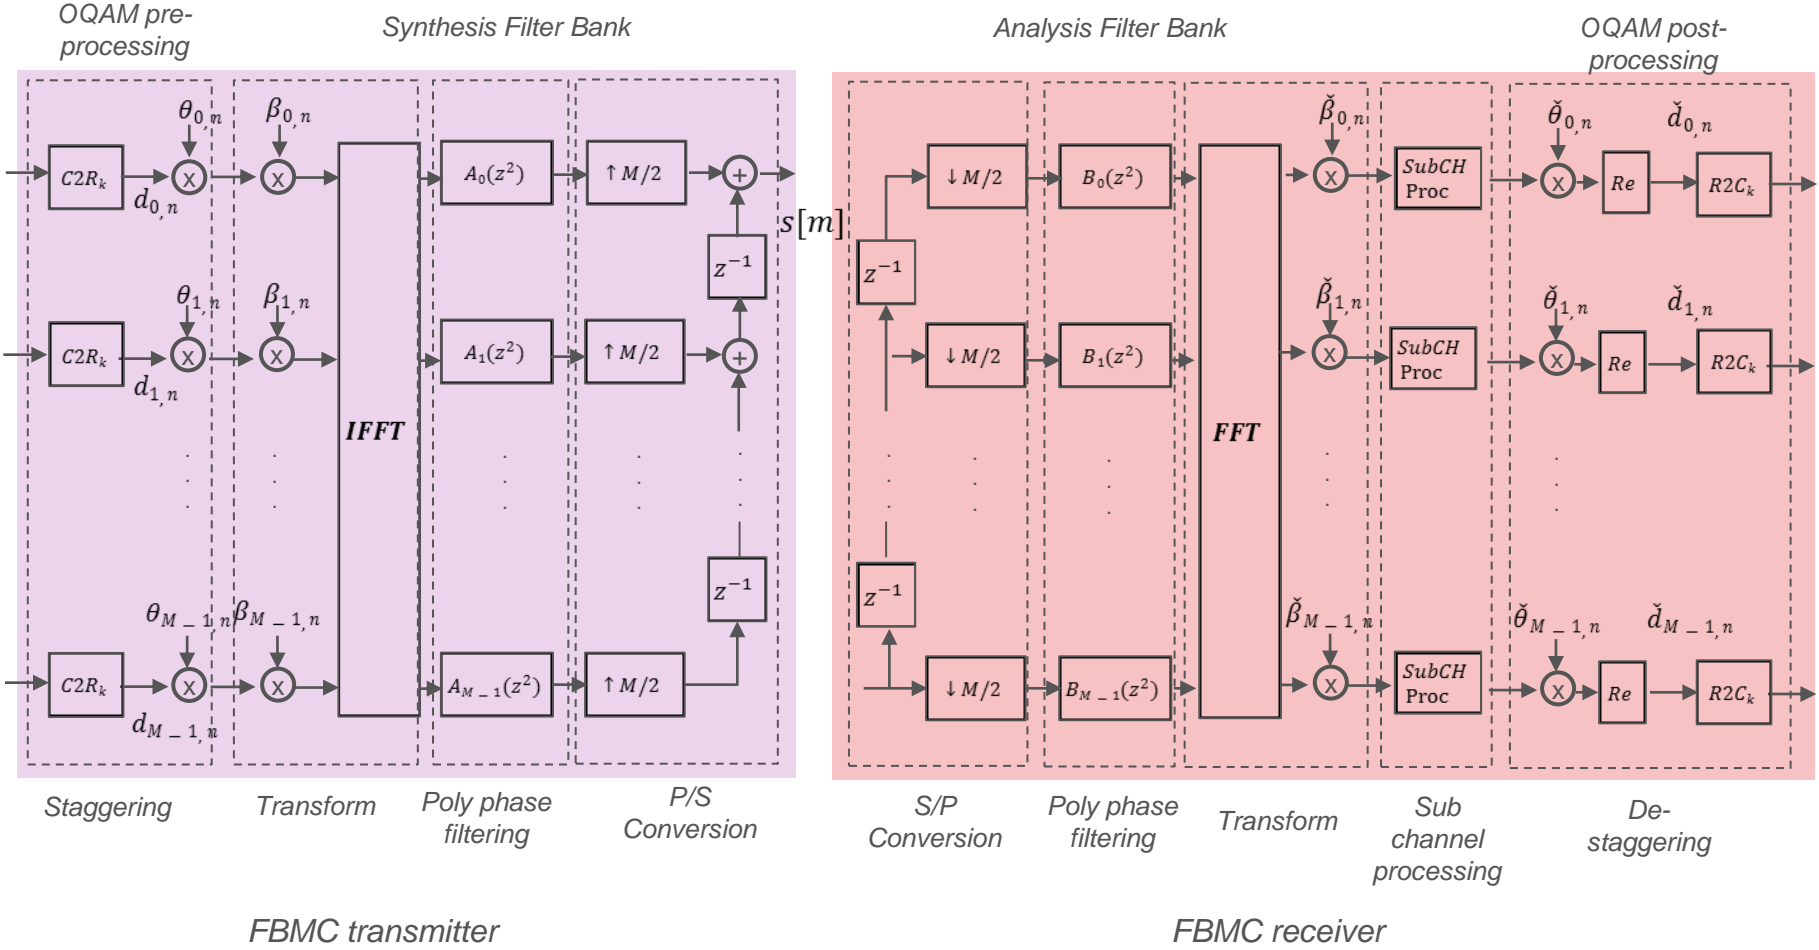 OQAM pre-
processing
Synthesis Filter Bank
Analysis Filter Bank
OQAM post-
processing
θ0, n
β0, n
C2Rk
x
x
d0, n
A0(z²)
↑ M/2
+
s[m]
z⁻¹
θ1, n
β1, n
C2Rk
x
x
d1, n
A1(z²)
↑ M/2
+
IFFT
. . .
. . .
. . .
. . .
. . .
z⁻¹
θM − 1, n
βM − 1, n
C2Rk
x
x
dM − 1, n
AM − 1(z²)
↑ M/2
↓ M/2
B0(z²)
β̌0, n
x
SubCH
Proc
θ̌0, n
x
Re
ď0, n
R2Ck
z⁻¹
↓ M/2
B1(z²)
β̌1, n
x
SubCH
Proc
θ̌1, n
x
Re
ď1, n
R2Ck
FFT
. . .
. . .
. . .
. . .
. . .
z⁻¹
↓ M/2
BM − 1(z²)
β̌M − 1, n
x
SubCH
Proc
θ̌M − 1, n
x
Re
ďM − 1, n
R2Ck
Staggering
Transform
Poly phase
filtering
P/S
Conversion
S/P
Conversion
Poly phase
filtering
Transform
Sub
channel
processing
De-
staggering
FBMC transmitter
FBMC receiver